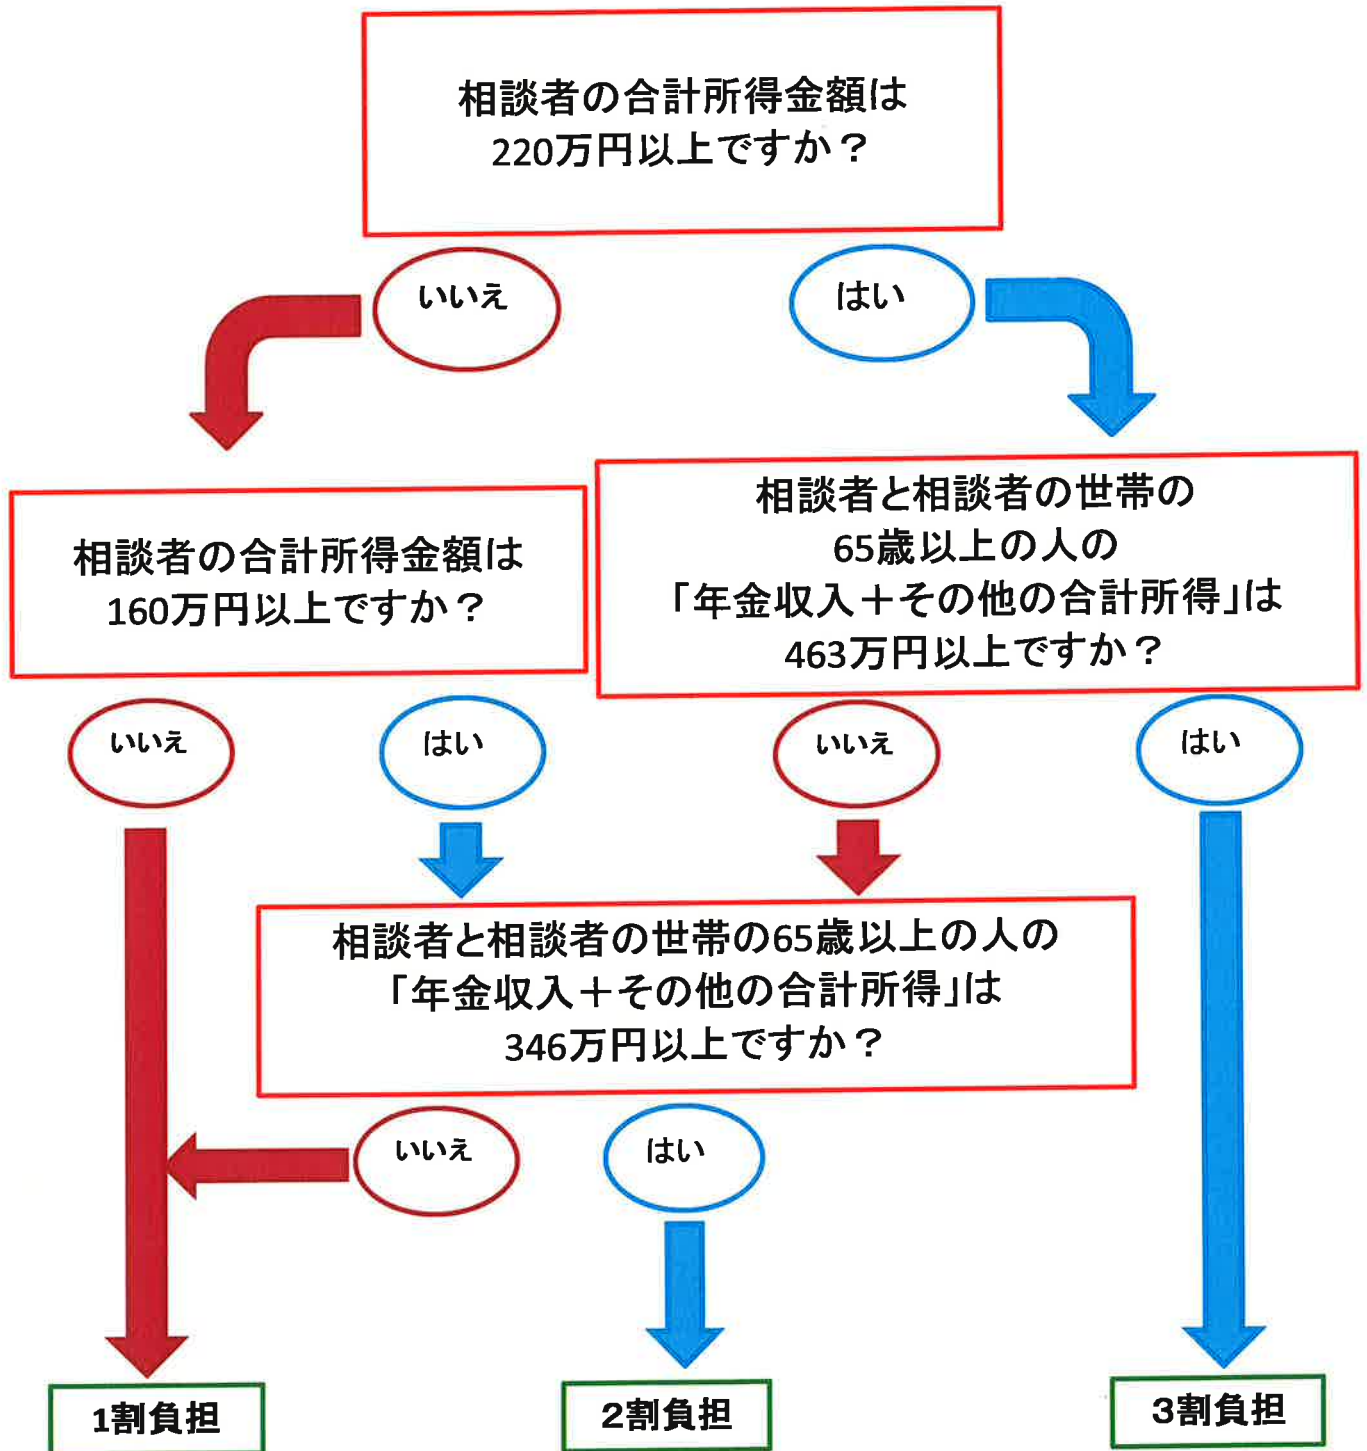 相談者の合計所得金額は
220万円以上ですか？
いいえ
はい
相談者の合計所得金額は
160万円以上ですか？
相談者と相談者の世帯の
65歳以上の人の
「年金収入＋その他の合計所得」は
463万円以上ですか？
いいえ
はい
いいえ
はい
相談者と相談者の世帯の65歳以上の人の
「年金収入＋その他の合計所得」は
346万円以上ですか？
いいえ
はい
1割負担
2割負担
3割負担